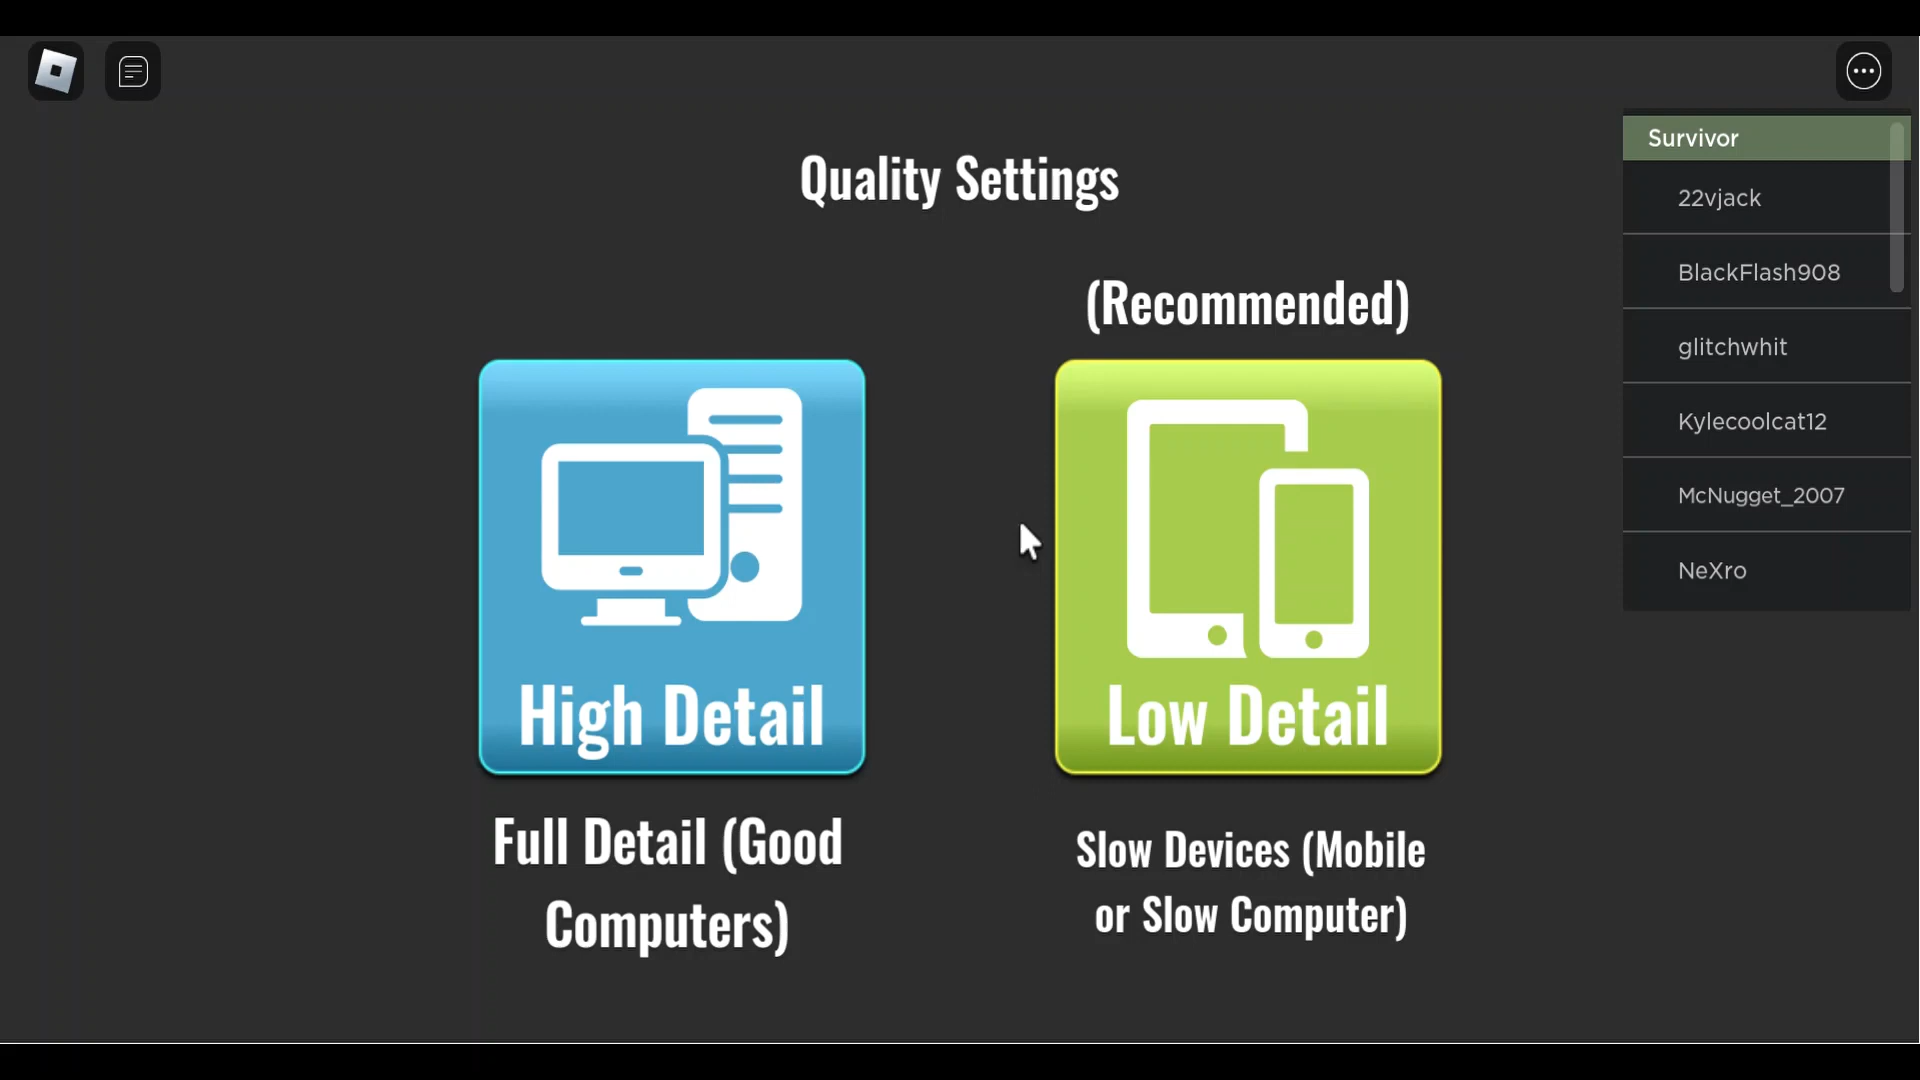 Quality Settings
(Recommended)
High Detail
Low Detail
Full Detail (Good
Computers)
Slow Devices (Mobile
or Slow Computer)
Survivor
22vjack
BlackFlash908
glitchwhit
Kylecoolcat12
McNugget_2007
NeXro